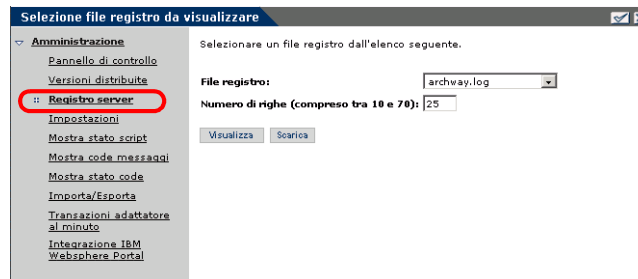 Selezione file registro da visualizzare
Amministrazione
Pannello di controllo
Versioni distribuite
Registro server
Impostazioni
Mostra stato script
Mostra code messaggi
Mostra stato code
Importa/Esporta
Transazioni adattatore
al minuto
Integrazione IBM
Websphere Portal
Selezionare un file registro dall'elenco seguente.
File registro: archway.log
Numero di righe (compreso tra 10 e 70): 25
Visualizza Scarica